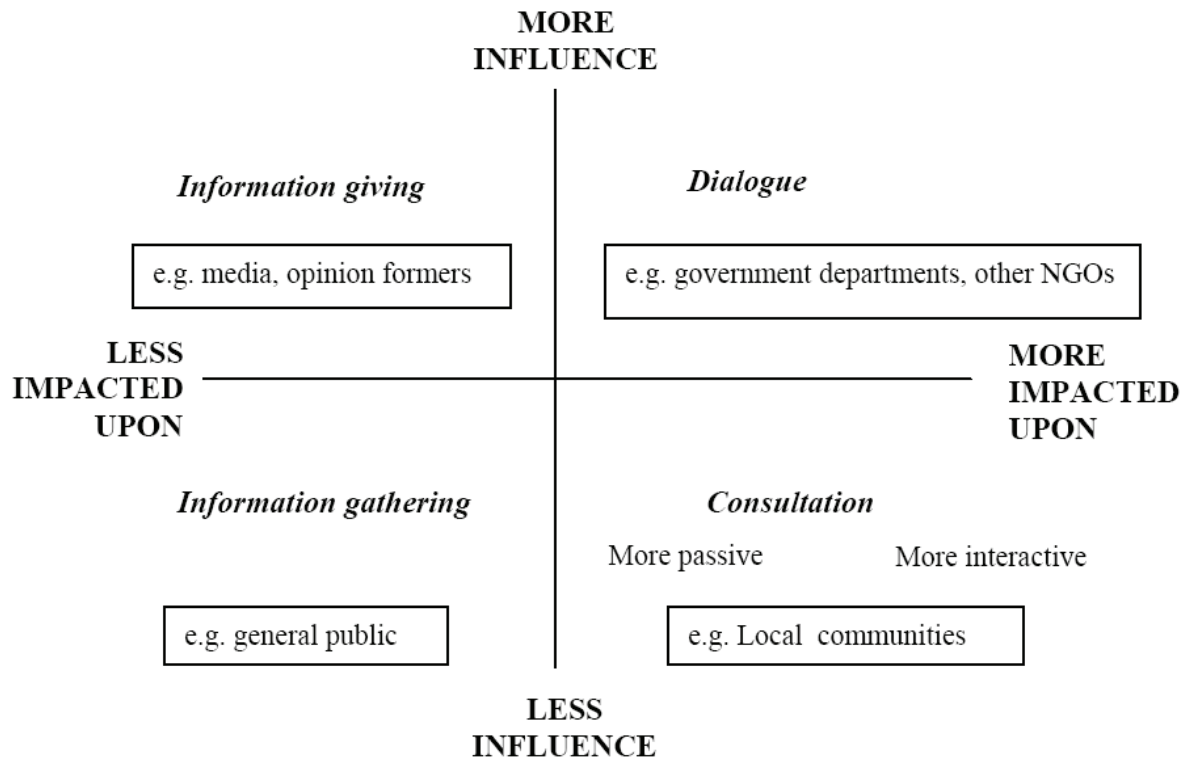 MORE
INFLUENCE
Information giving
Dialogue
e.g. media, opinion formers
e.g. government departments, other NGOs
LESS
IMPACTED
UPON
MORE
IMPACTED
UPON
Information gathering
Consultation
More passive
More interactive
e.g. general public
e.g. Local communities
LESS
INFLUENCE